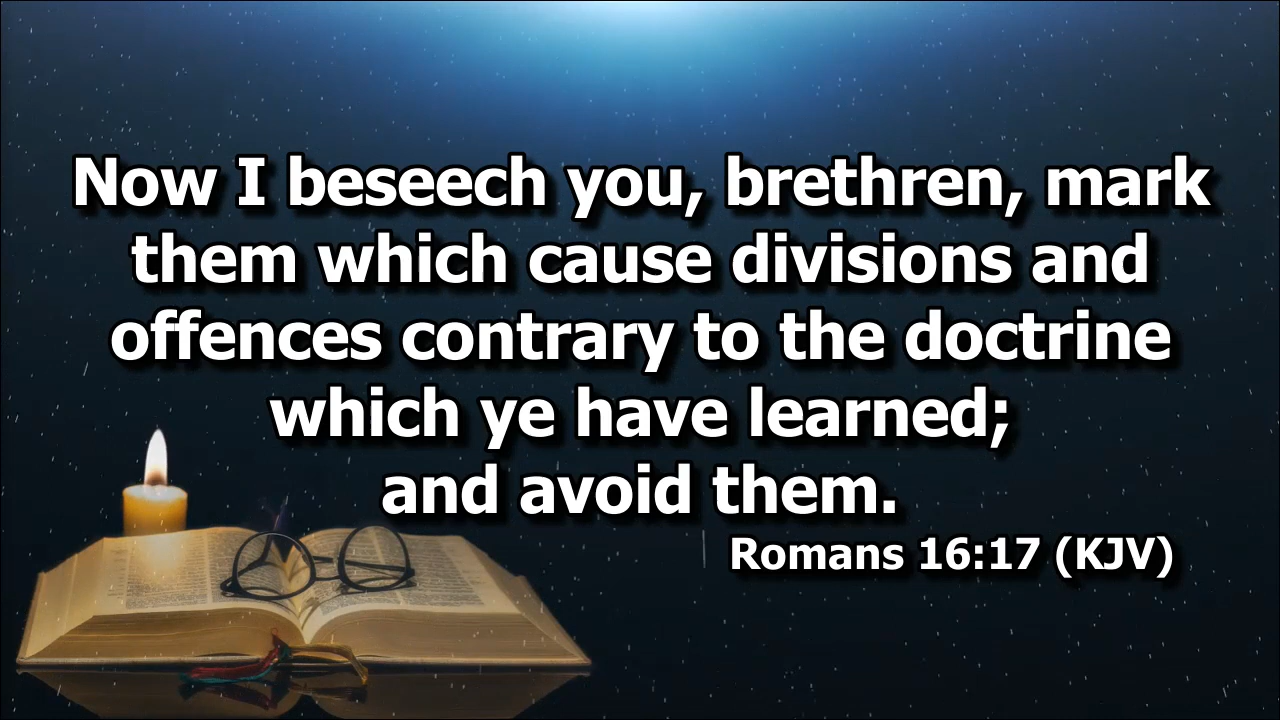 Now I beseech you, brethren, mark
them which cause divisions and
offences contrary to the doctrine
which ye have learned;
and avoid them.
Romans 16:17 (KJV)